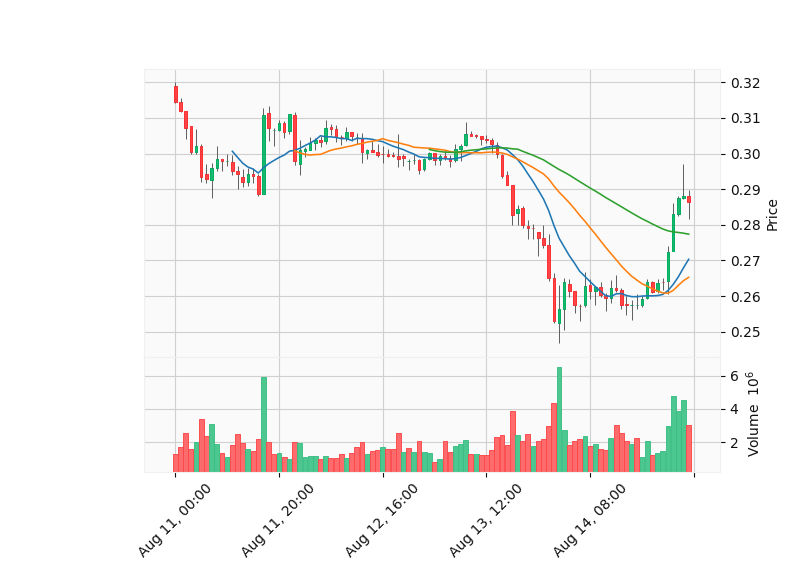 0.32
0.31
0.30
0.29
0.28
0.27
0.26
0.25
Price
6
4
2
Volume 10^6
Aug 11, 00:00
Aug 11, 20:00
Aug 12, 16:00
Aug 13, 12:00
Aug 14, 08:00